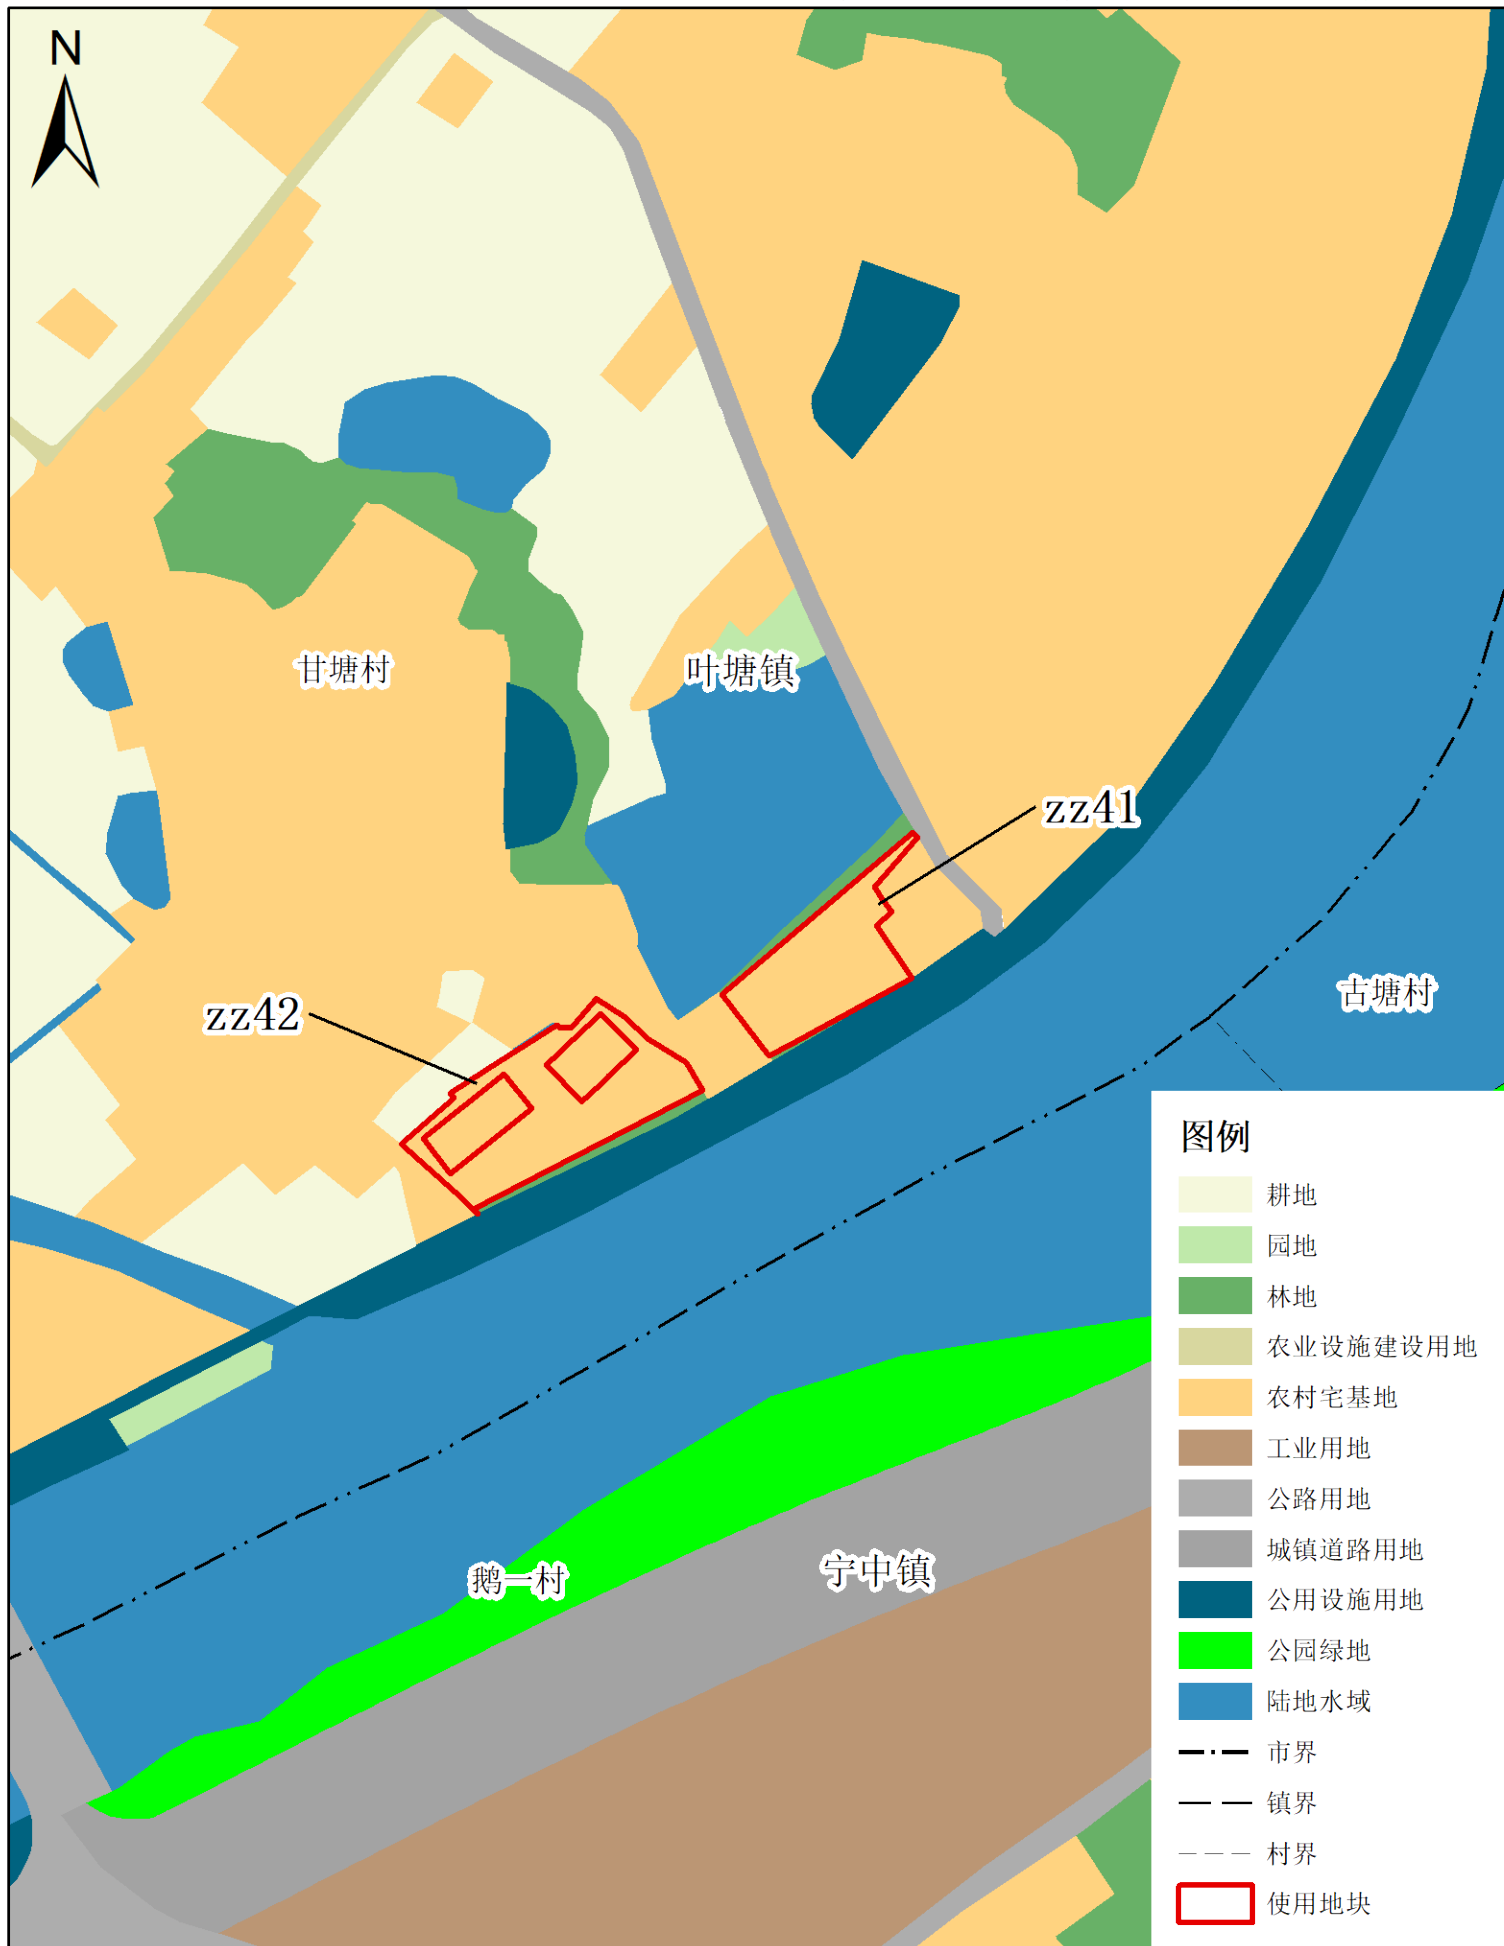 N
甘塘村
叶塘镇
zz41
古塘村
zz42
图例
耕地
园地
林地
农业设施建设用地
农村宅基地
工业用地
公路用地
城镇道路用地
公用设施用地
公园绿地
陆地水域
市界
镇界
村界
使用地块
鹅一村
宁中镇